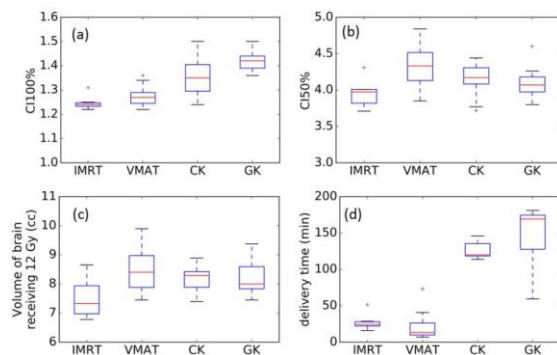 (a)
CI100%
1.6
1.5
1.4
1.3
1.2
1.1
1.0
IMRT VMAT CK GK
(b)
CI50%
5.0
4.5
4.0
3.5
3.0
IMRT VMAT CK GK
(c)
Volume of brain
receiving 12 Gy (cc)
11
10
9
8
7
6
5
IMRT VMAT CK GK
(d)
delivery time (min)
200
150
100
50
0
IMRT VMAT CK GK